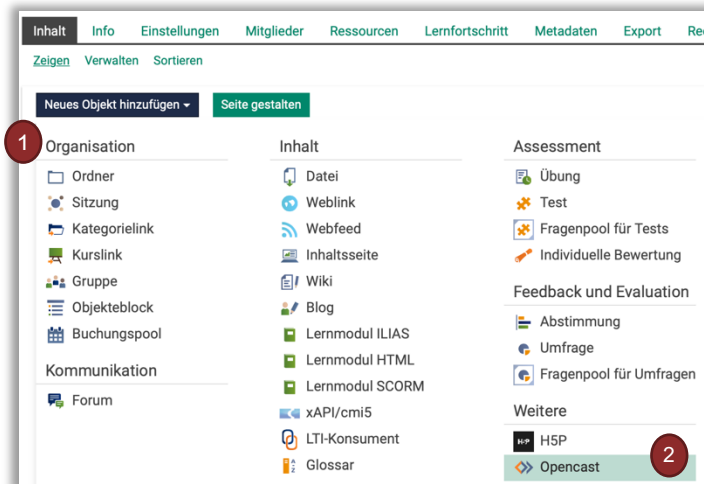 Inhalt Info Einstellungen Mitglieder Ressourcen Lernfortschritt Metadaten Export
Zeigen Verwalten Sortieren
Neues Objekt hinzufügen Seite gestalten
1
Organisation
Ordner
Sitzung
Kategorielink
Kurslink
Gruppe
Objekteblock
Buchungspool
Kommunikation
Forum
Inhalt
Datei
Weblink
Webfeed
Inhaltsseite
Wiki
Blog
Lernmodul ILIAS
Lernmodul HTML
Lernmodul SCORM
xAPI/cmi5
LTI-Konsument
Glossar
Assessment
Übung
Test
Fragenpool für Tests
Individuelle Bewertung
Feedback und Evaluation
Abstimmung
Umfrage
Fragenpool für Umfragen
Weitere
H5P H5P
Opencast
2